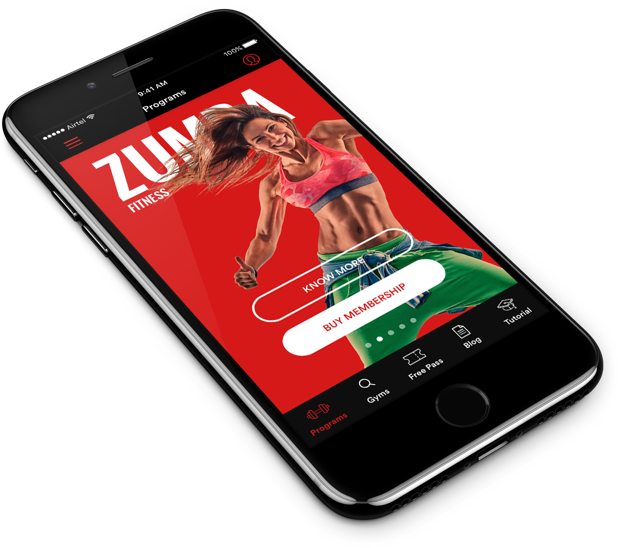 Airtel
9:41 AM
100%
Programs
ZUMBA
FITNESS
KNOW MORE
BUY MEMBERSHIP
Programs
Gyms
Free Pass
Blog
Tutorial